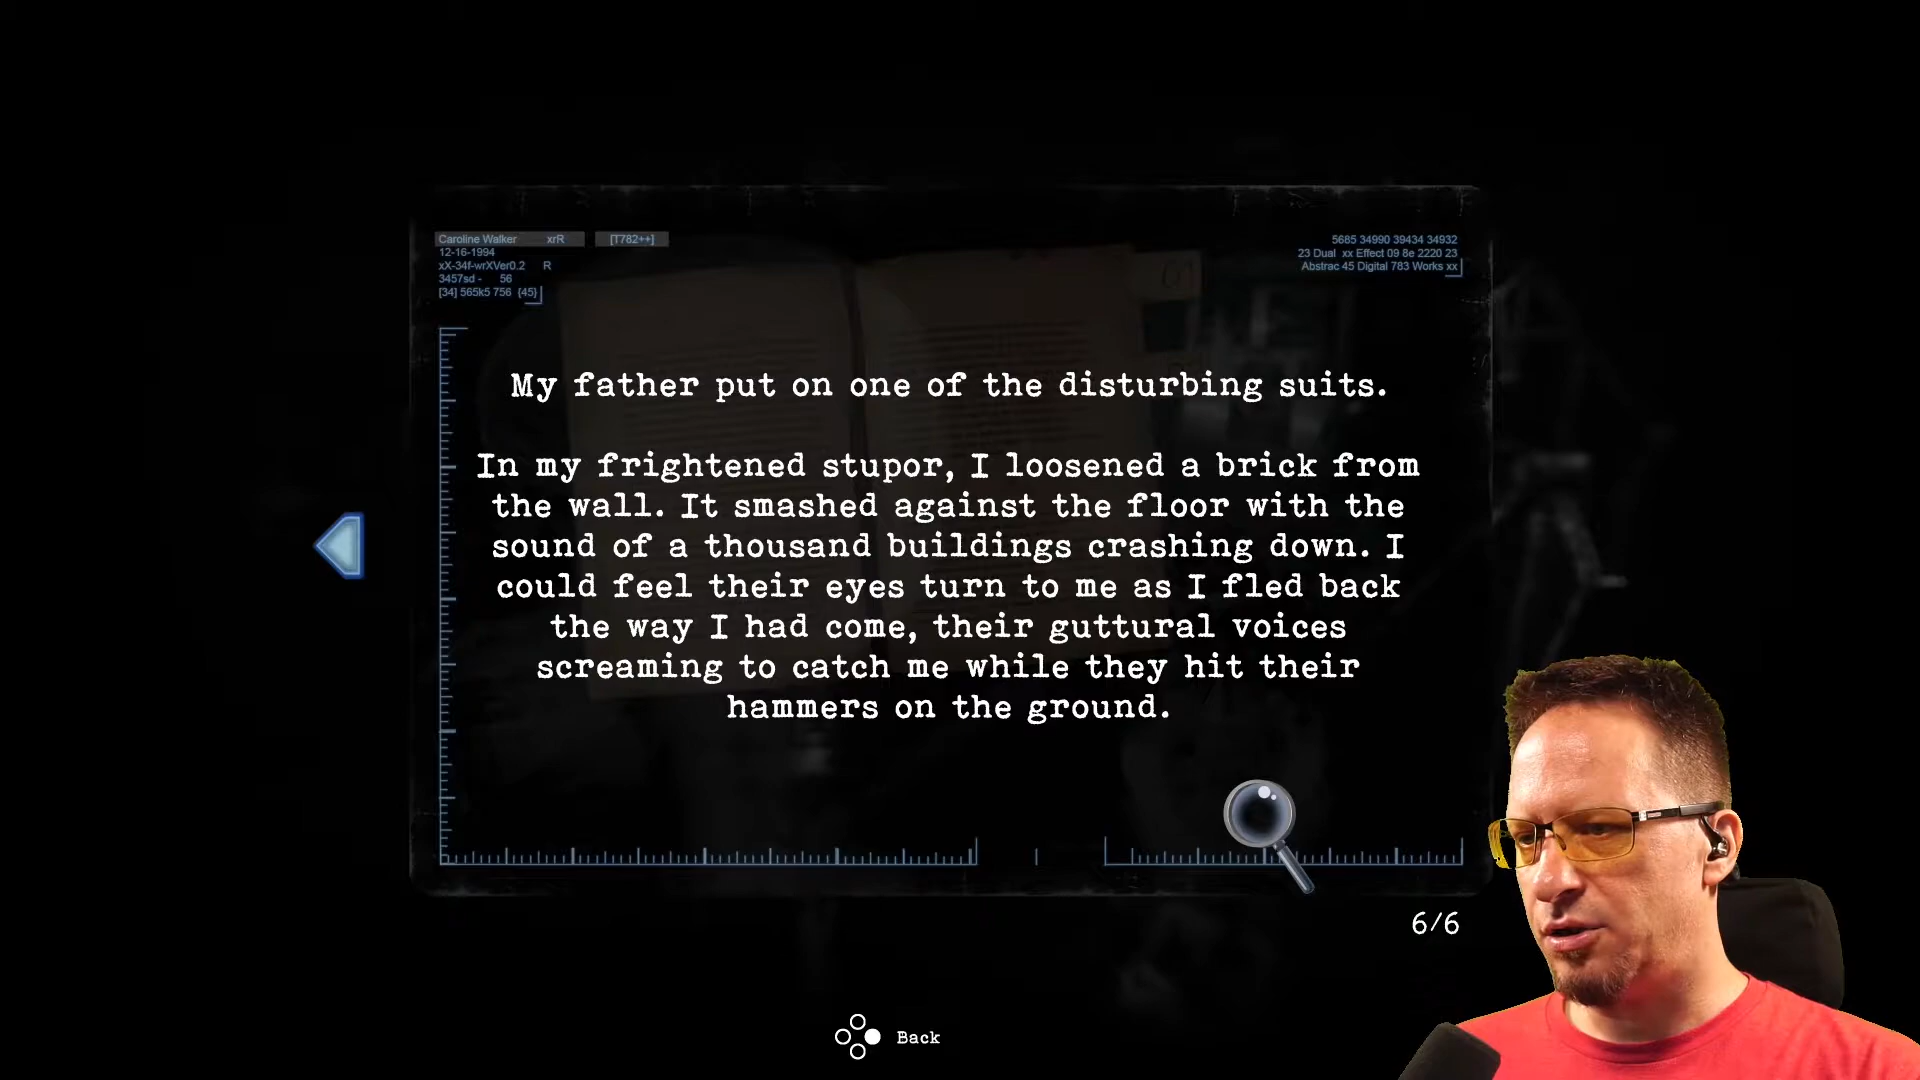 Caroline Walker xrR [T782++]
12-16-1994
xX-34f-wrXVer0.2 R
3457sd - 56
[34] 565k5 756 {45}
5685 34990 39434 34932
23 Dual xx Effect 09 8e 2220 23
Abstrac 45 Digital 783 Works xx
My father put on one of the disturbing suits.
In my frightened stupor, I loosened a brick from
the wall. It smashed against the floor with the
sound of a thousand buildings crashing down. I
could feel their eyes turn to me as I fled back
the way I had come, their guttural voices
screaming to catch me while they hit their
hammers on the ground.
6/6
Back